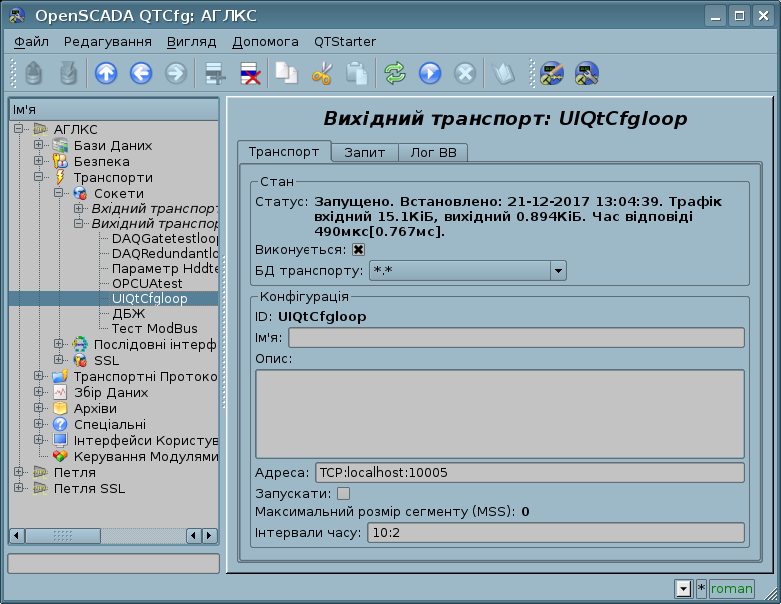 OpenSCADA QTCfg: АГЛКС
Файл Редагування Вигляд Допомога QTStarter
Ім'я
АГЛКС
Бази Даних
Безпека
Транспорти
Сокети
Вхідний транспорт
Вихідний транспор
DAQGatetestloop
DAQRedundantlo
Параметр Hddte
OPCUAtest
UIQtCfgloop
ДБЖ
Тест ModBus
Послідовні інтерф
SSL
Транспортні Протоко
Збір Даних
Архіви
Спеціальні
Інтерфейси Користув
Керування Модулями
Петля
Петля SSL
Вихідний транспорт: UIQtCfgloop
Транспорт Запит Лог ВВ
Стан
Статус: Запущено. Встановлено: 21-12-2017 13:04:39. Трафік
вхідний 15.1КіБ, вихідний 0.894КіБ. Час відповіді
490мкс[0.767мс].
Виконується:
БД транспорту: *.*
Конфігурація
ID: UIQtCfgloop
Ім'я:
Опис:
Адреса: TCP:localhost:10005
Запускати:
Максимальний розмір сегменту (MSS): 0
Інтервали часу: 10:2
* roman